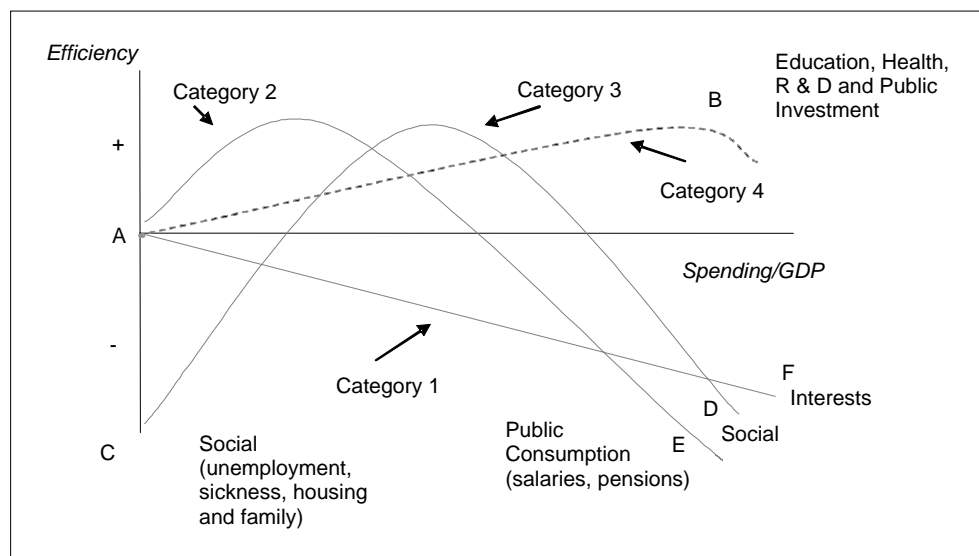 Efficiency
Education, Health,
R & D and Public
Investment
Category 2
Category 3
B
+
Category 4
A
Spending/GDP
-
Category 1
F
Interests
D
Social
C
Social
(unemployment,
sickness, housing
and family)
Public
Consumption
(salaries, pensions)
E